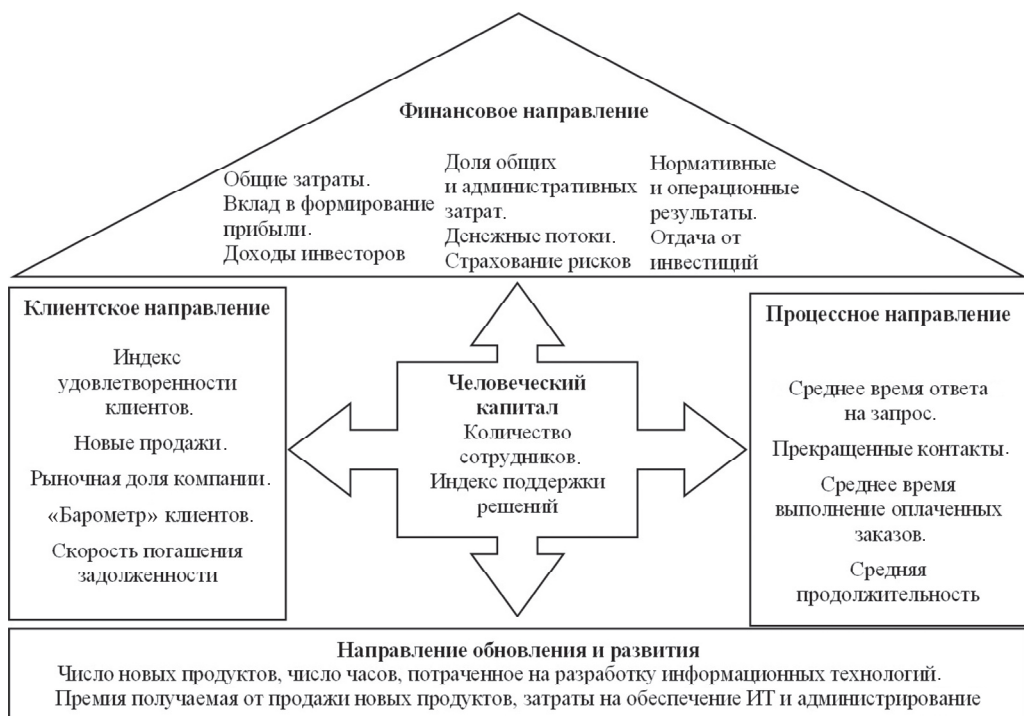 Финансовое направление
Общие затраты.
Вклад в формирование
прибыли.
Доходы инвесторов
Доля общих
и административных
затрат.
Денежные потоки.
Страхование рисков
Нормативные
и операционные
результаты.
Отдача от
инвестиций
Клиентское направление
Индекс
удовлетворенности
клиентов.
Новые продажи.
Рыночная доля компании.
«Барометр» клиентов.
Скорость погашения
задолженности
Человеческий
капитал
Количество
сотрудников.
Индекс поддержки
решений
Процессное направление
Среднее время ответа
на запрос.
Прекращенные контакты.
Среднее время
выполнение оплаченных
заказов.
Средняя
продолжительность
Направление обновления и развития
Число новых продуктов, число часов, потраченное на разработку информационных технологий.
Премия получаемая от продажи новых продуктов, затраты на обеспечение ИТ и администрирование